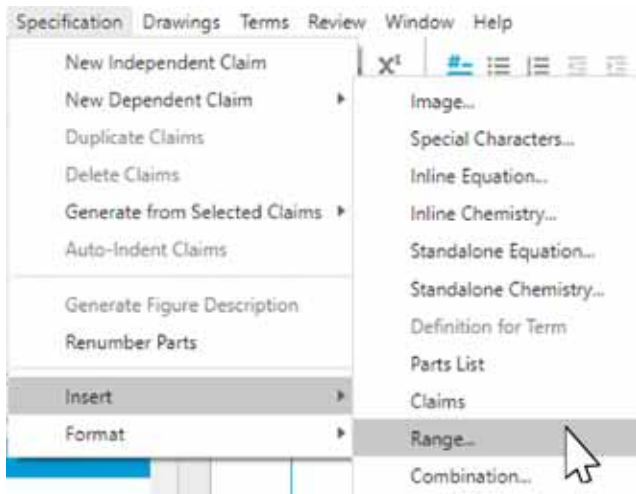 Specification Drawings Terms Review Window Help
New Independent Claim
New Dependent Claim
Duplicate Claims
Delete Claims
Generate from Selected Claims
Auto-Indent Claims
Generate Figure Description
Renumber Parts
Insert
Format
Image...
Special Characters...
Inline Equation...
Inline Chemistry...
Standalone Equation...
Standalone Chemistry...
Definition for Term
Parts List
Claims
Range...
Combination...